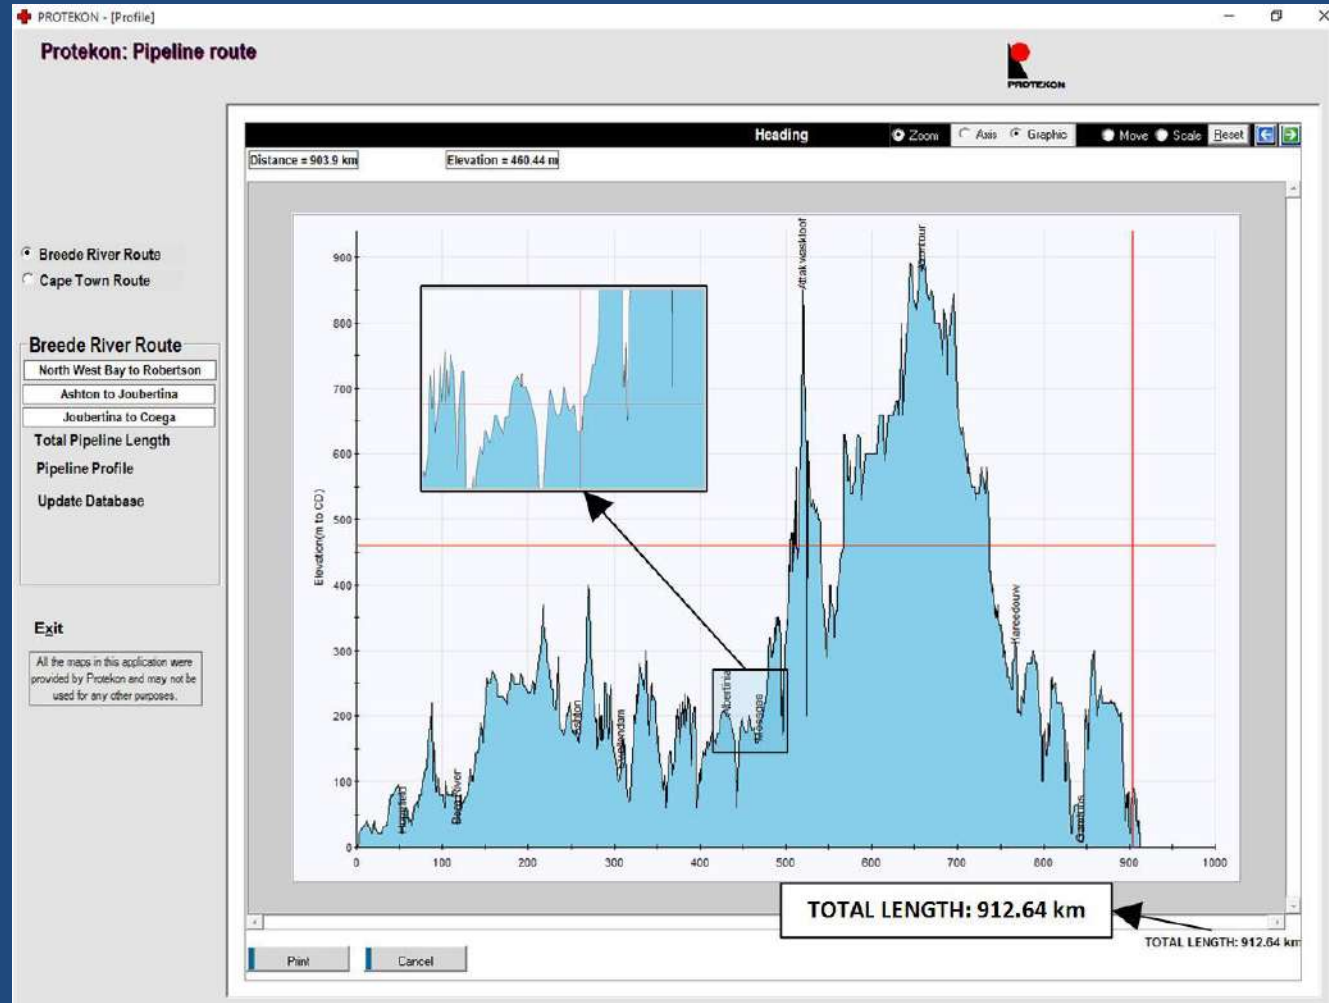 PROTEKON - [Profile]
Protekon: Pipeline route
PROTEKON
Heading
Zoom
Axis
Graphic
Move
Scale
Reset
Distance = 903.9 km
Elevation = 460.44 m
Breede River Route
Cape Town Route
Breede River Route
North West Bay to Robertson
Ashton to Joubertina
Joubertina to Coega
Total Pipeline Length
Pipeline Profile
Update Database
Exit
All the maps in this application were
provided by Protekon and may not be
used for any other purposes.
Elevation(m to CD)
900
800
700
600
500
400
300
200
100
0
Hopefield
Ashton
Swellendam
Albertinia
Attakwaskloof
Kareedouw
0
100
200
300
400
500
600
700
800
900
1000
TOTAL LENGTH: 912.64 km
TOTAL LENGTH: 912.64 km
Print
Cancel